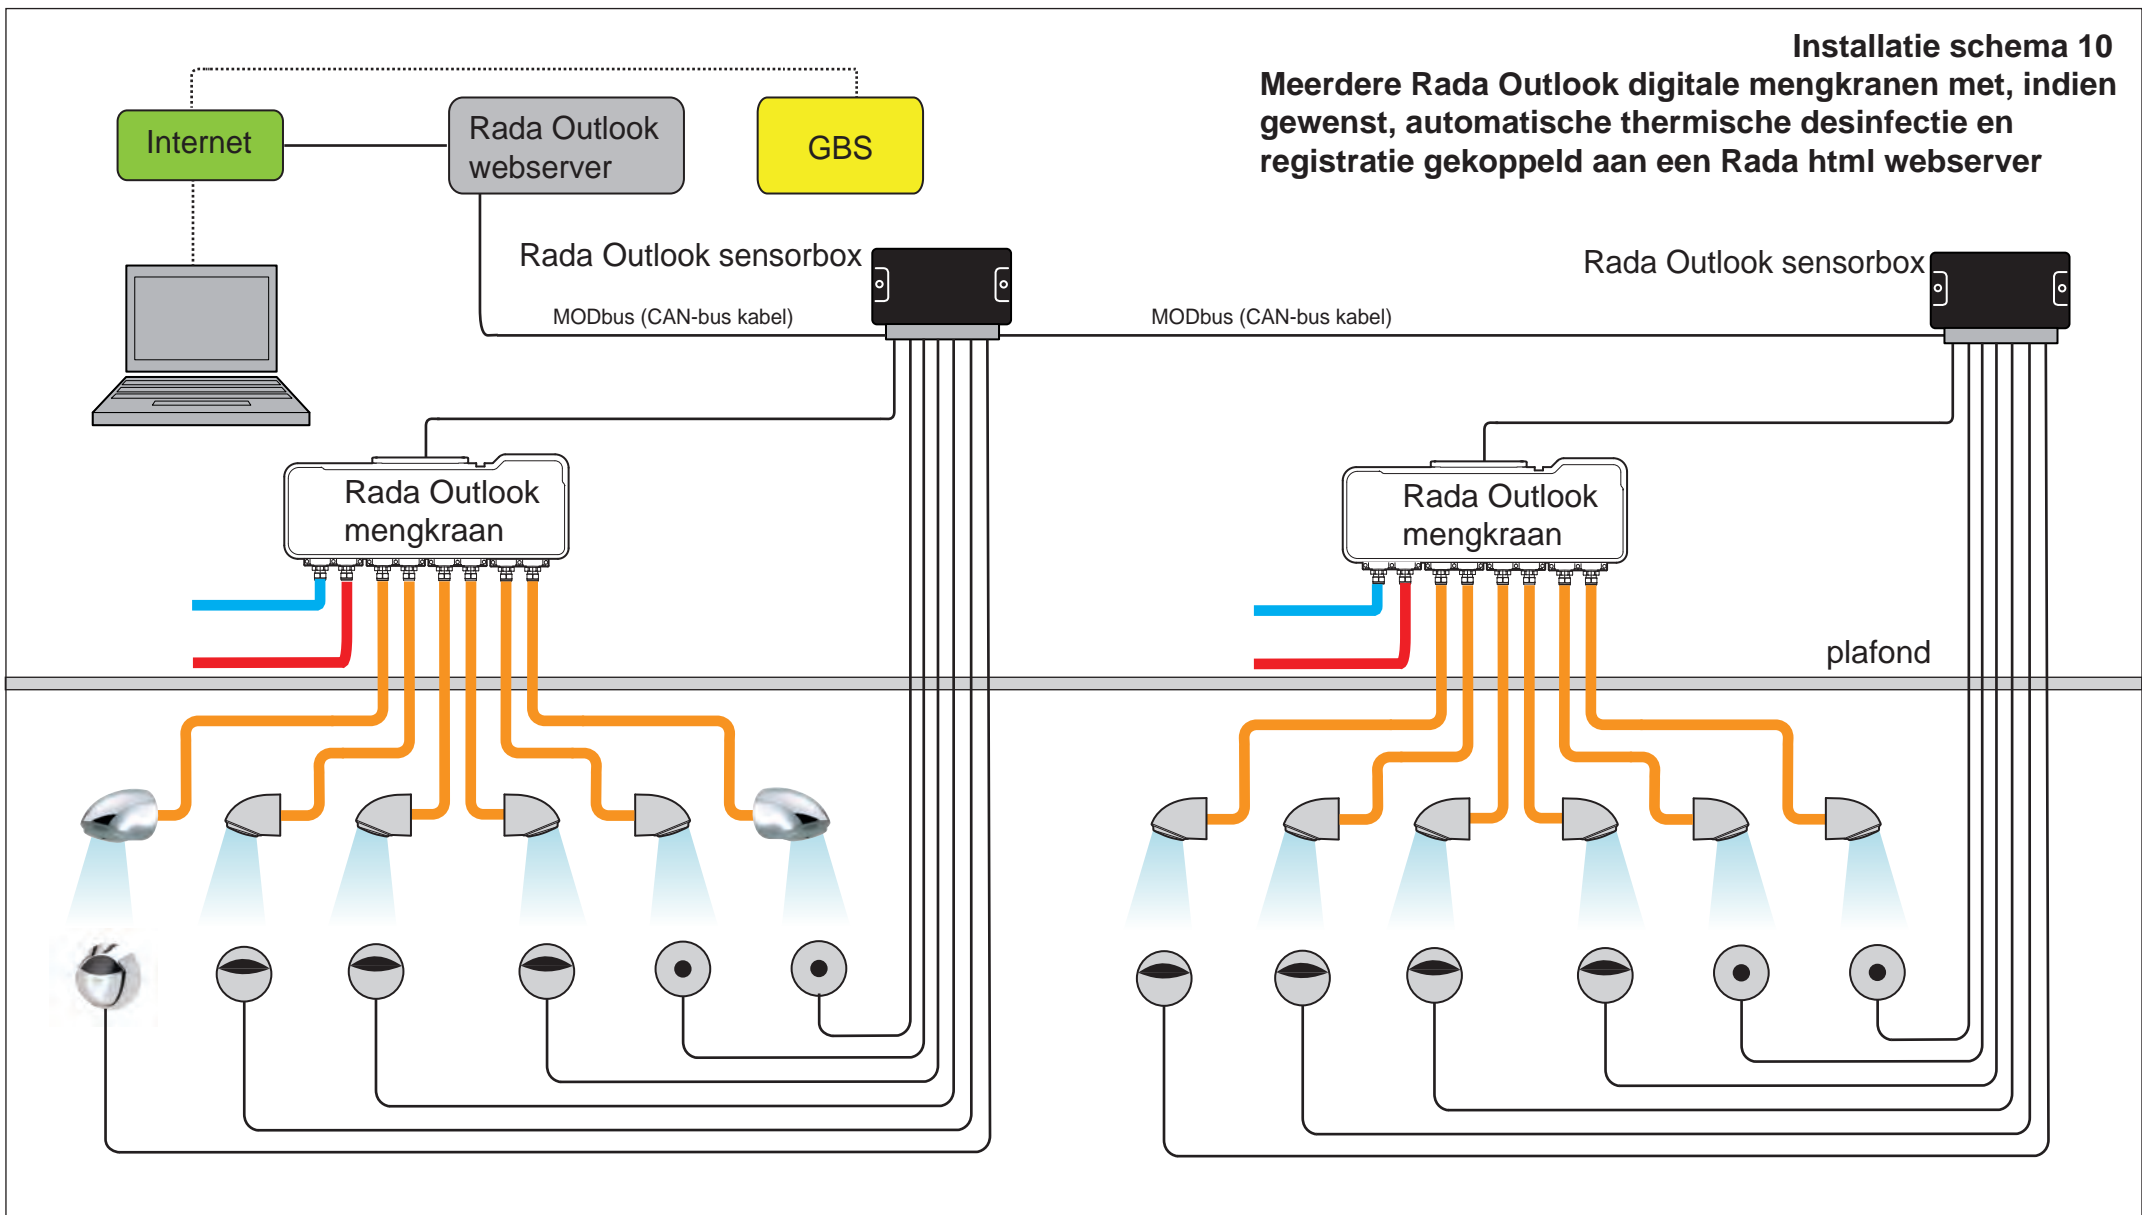 Installatie schema 10
Meerdere Rada Outlook digitale mengkranen met, indien
gewenst, automatische thermische desinfectie en
registratie gekoppeld aan een Rada html webserver
Internet
Rada Outlook
webserver
GBS
Rada Outlook sensorbox
Rada Outlook sensorbox
MODbus (CAN-bus kabel)
MODbus (CAN-bus kabel)
Rada Outlook
mengkraan
Rada Outlook
mengkraan
plafond